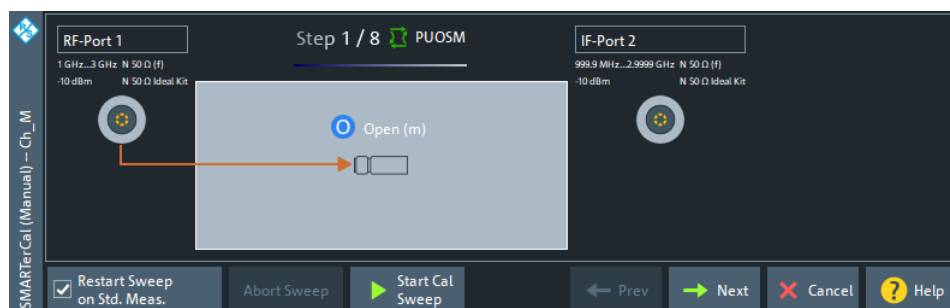 SMARTerCal (Manual) – Ch_M
RF-Port 1
1 GHz...3 GHz N 50 Ω (f)
-10 dBm N 50 Ω Ideal Kit
Step 1 / 8 PUOSM
O Open (m)
IF-Port 2
999.9 MHz...2.9999 GHz N 50 Ω (f)
-10 dBm N 50 Ω Ideal Kit
Restart Sweep
on Std. Meas.
Abort Sweep
Start Cal
Sweep
Prev
Next
Cancel
? Help